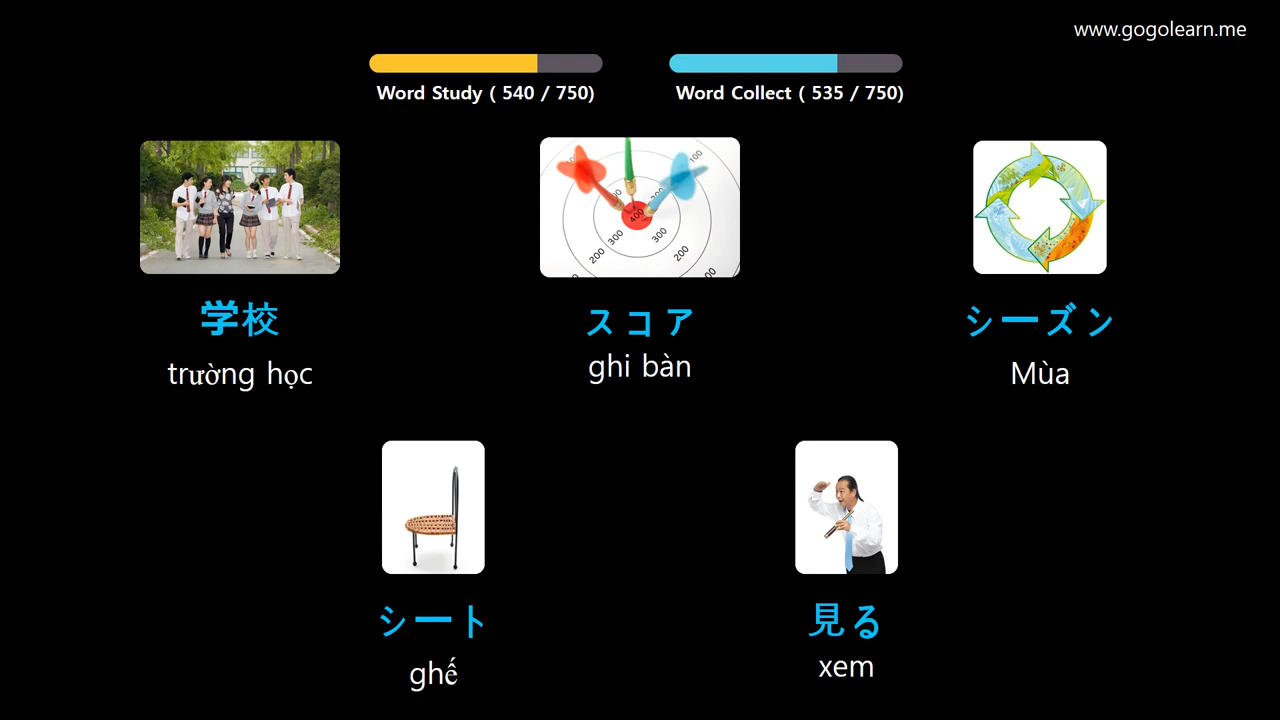 www.gogolearn.me
Word Study ( 540 / 750)
Word Collect ( 535 / 750)
学校
trường học
スコア
ghi bàn
シーズン
Mùa
シート
ghế
見る
xem